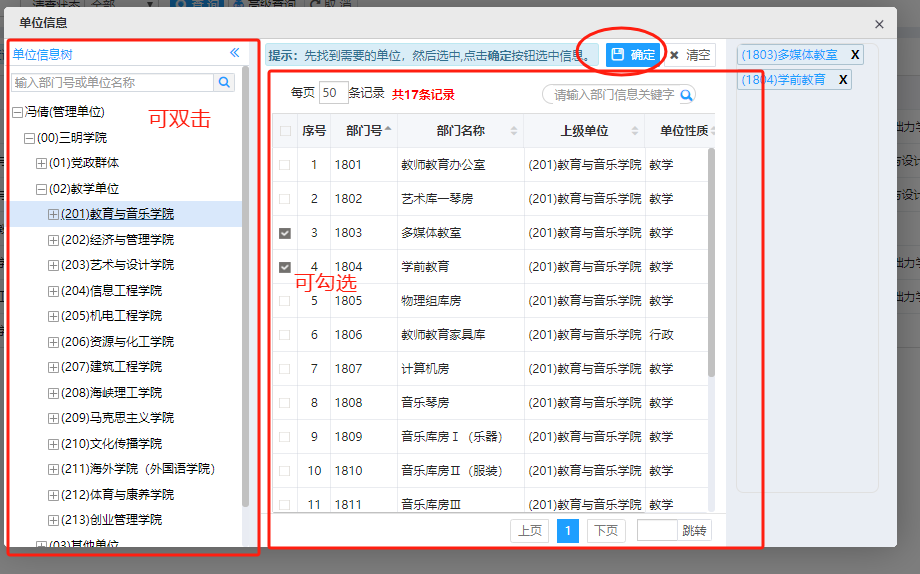 清查状态 全部 查询 高级查询 取消
单位信息
单位信息树
输入部门号或单位名称
冯倩(管理单位)
(00)三明学院
(01)党政群体
(02)教学单位
(201)教育与音乐学院
(202)经济与管理学院
(203)艺术与设计学院
(204)信息工程学院
(205)机电工程学院
(206)资源与化工学院
(207)建筑工程学院
(208)海峡理工学院
(209)马克思主义学院
(210)文化传播学院
(211)海外学院（外国语学院）
(212)体育与康养学院
(213)创业管理学院
(03)其他单位
可双击
提示：先找到需要的单位，然后选中,点击确定按钮选中信息。 确定 清空
每页 50 条记录 共17条记录 请输入部门信息关键字
序号 部门号 部门名称 上级单位 单位性质
1 1801 教师教育办公室 (201)教育与音乐学院 教学
2 1802 艺术库一琴房 (201)教育与音乐学院 教学
3 1803 多媒体教室 (201)教育与音乐学院 教学
4 1804 学前教育 (201)教育与音乐学院 教学
可勾选
5 1805 物理组库房 (201)教育与音乐学院 教学
6 1806 教师教育家具库 (201)教育与音乐学院 行政
7 1807 计算机房 (201)教育与音乐学院 教学
8 1808 音乐琴房 (201)教育与音乐学院 教学
9 1809 音乐库房Ⅰ（乐器） (201)教育与音乐学院 教学
10 1810 音乐库房Ⅱ（服装） (201)教育与音乐学院 教学
11 1811 音乐库房Ⅲ (201)教育与音乐学院 教学
上页 1 下页 跳转
(1803)多媒体教室 X
(1804)学前教育 X